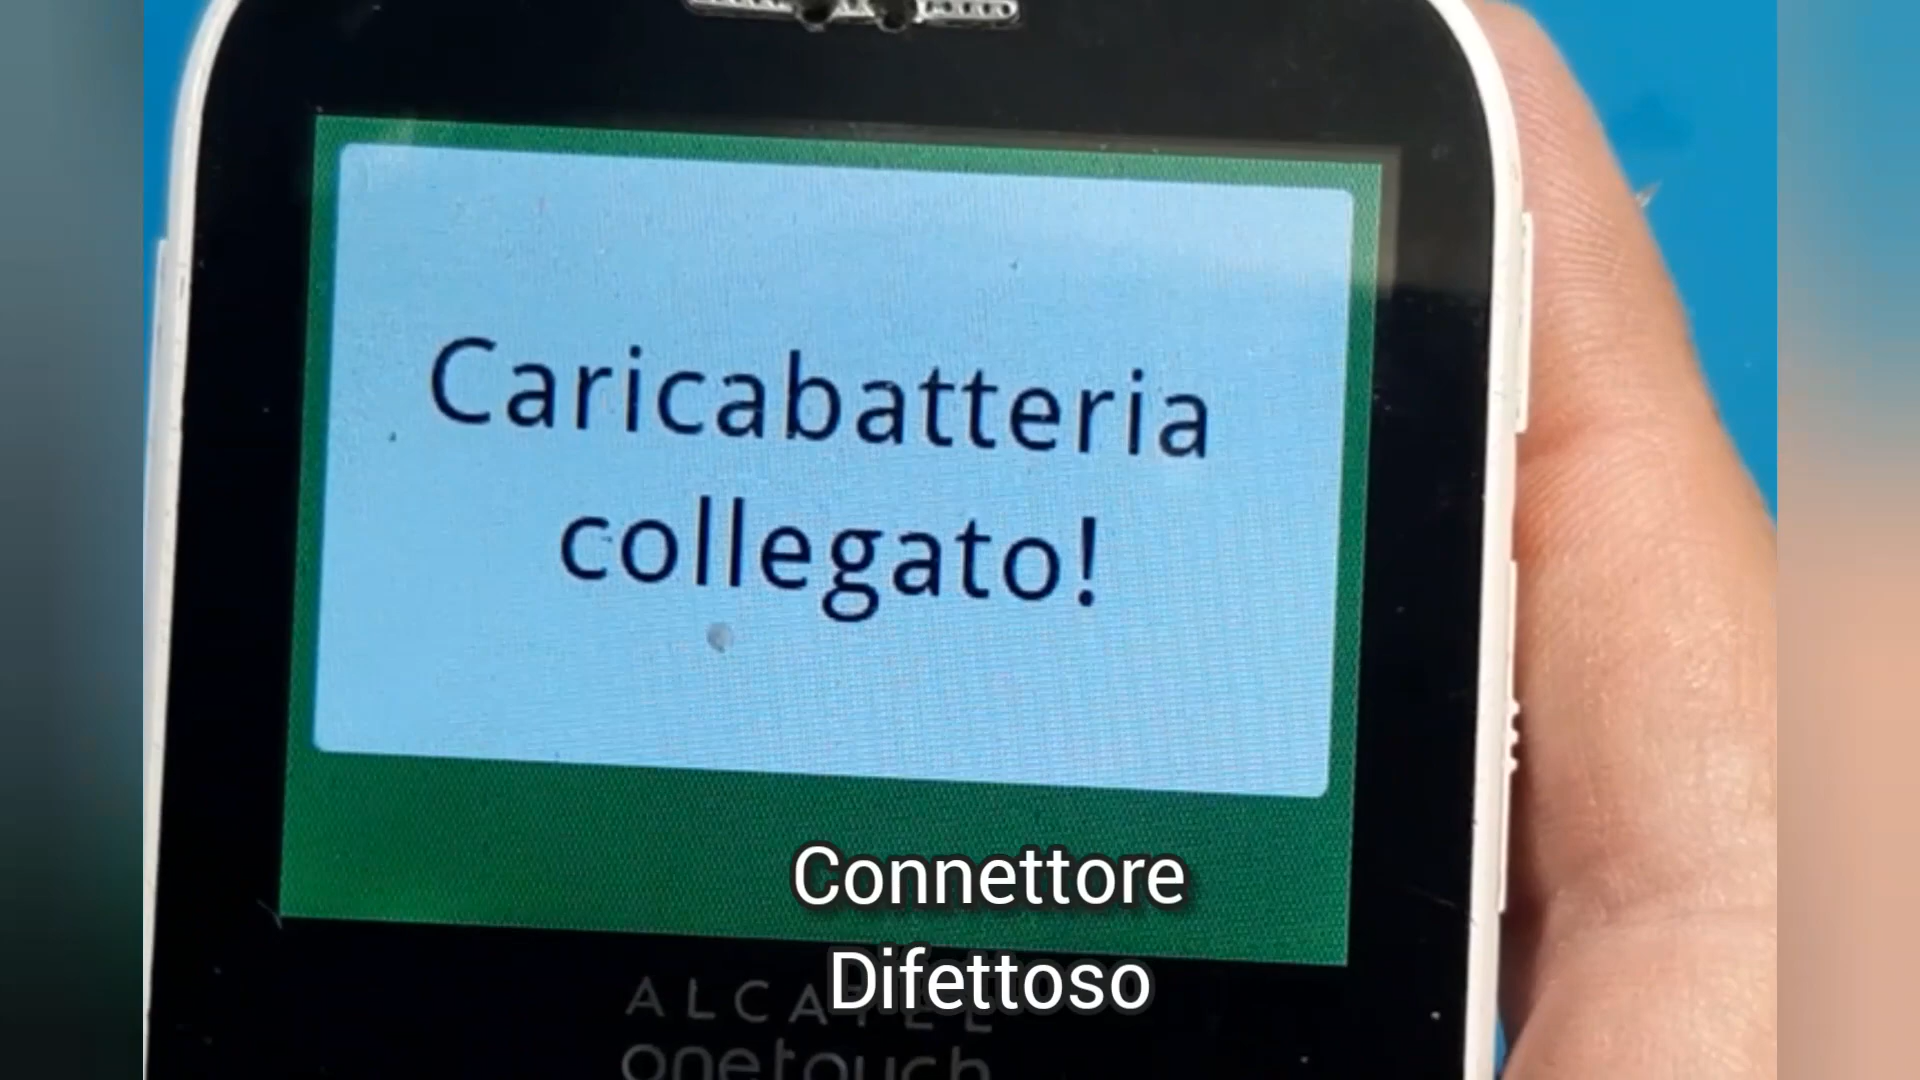 Caricabatteria
collegato!
Connettore
Difettoso
ALCATEL
onetouch